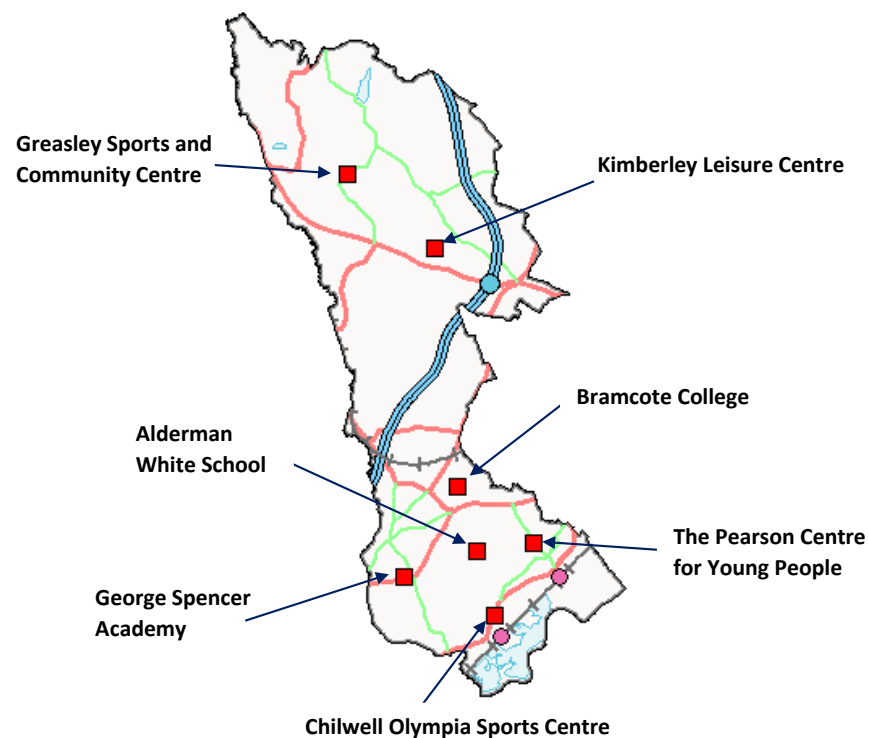 Greasley Sports and
Community Centre
Kimberley Leisure Centre
Bramcote College
Alderman
White School
The Pearson Centre
for Young People
George Spencer
Academy
Chilwell Olympia Sports Centre